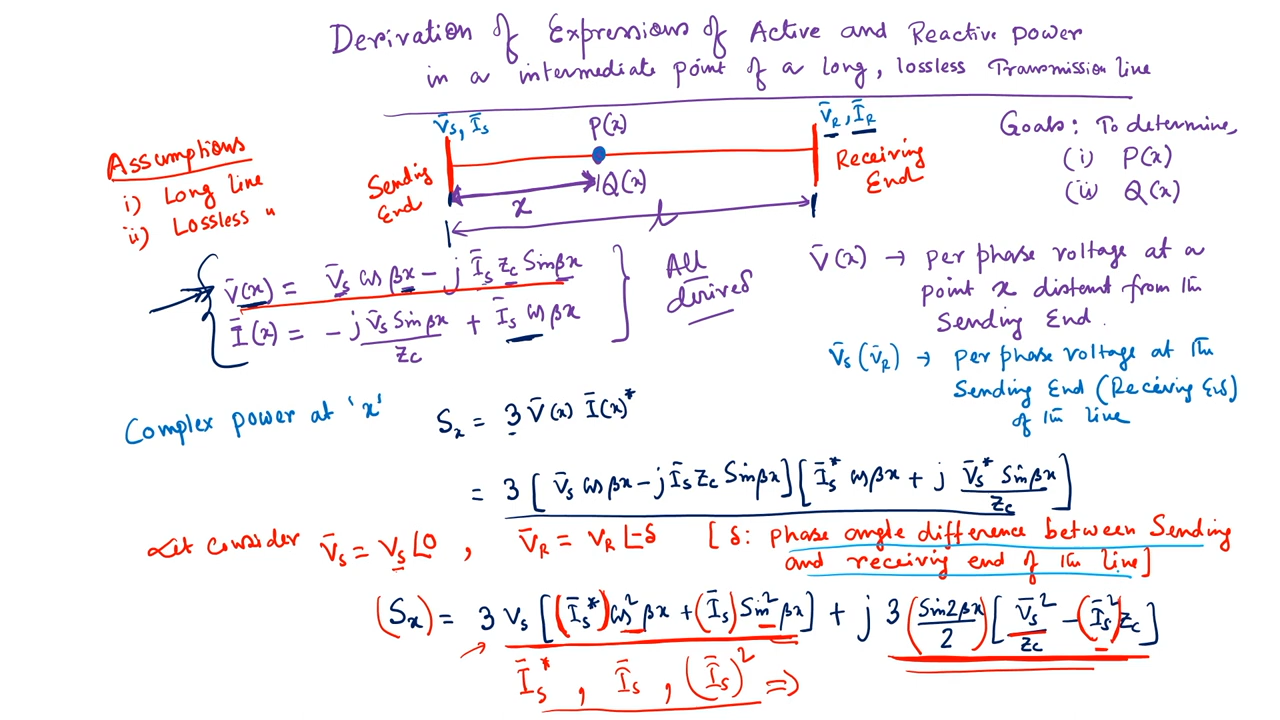 Derivation of Expressions of Active and Reactive power
in a intermediate point of a long, lossless Transmission line
V̄s, Īs
P(x)
V̄R, ĪR
Goals: To determine,
(i) P(x)
(ii) Q(x)
Assumptions
i) Long line
ii) Lossless "
Sending End
Q(x)
x
l
Receiving End
V̄(x) = V̄s cos βx - j Īs Zc Sin βx
Ī(x) = -j V̄s Sin βx / Zc + Īs cos βx
All derived
V̄(x) → per phase voltage at a
point x distant from the
Sending End.
V̄s (V̄R) → per phase voltage at the
Sending End (Receiving End)
of the line
Complex power at 'x'
Sx = 3 V̄(x) Ī(x)*
= 3 [V̄s cos βx - j Īs Zc Sin βx] [Īs* cos βx + j V̄s* Sin βx / Zc]
Let consider V̄s = Vs∠0 , V̄R = VR∠-δ [δ: phase angle difference between Sending
and receiving end of the line]
(Sx) = 3 Vs [(Īs*) cos² βx + (Īs) Sin² βx] + j 3 (Sin2βx / 2) [V̄s² / Zc - (Īs²) Zc]
Īs* , Īs , (Īs)² ⇒